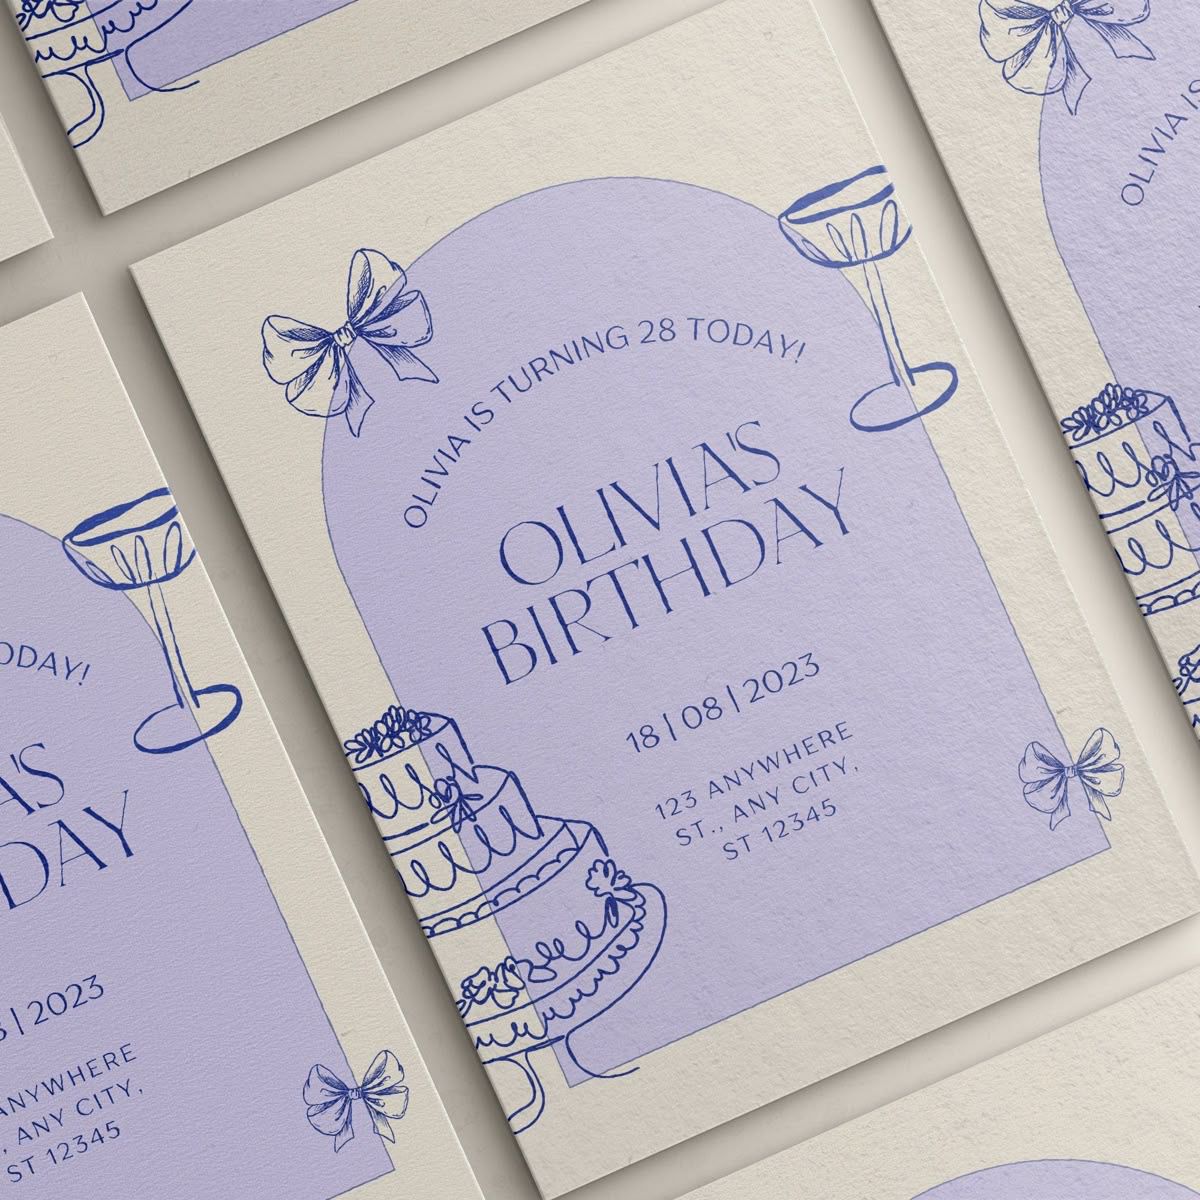 OLIVIA IS TURNING 28 TODAY!
OLIVIA'S
BIRTHDAY
18 | 08 | 2023
123 ANYWHERE
ST., ANY CITY,
ST 12345
ODAY!
A'S
DAY
8 | 2023
ANYWHERE
., ANY CITY,
ST 12345
OLIVIA IS